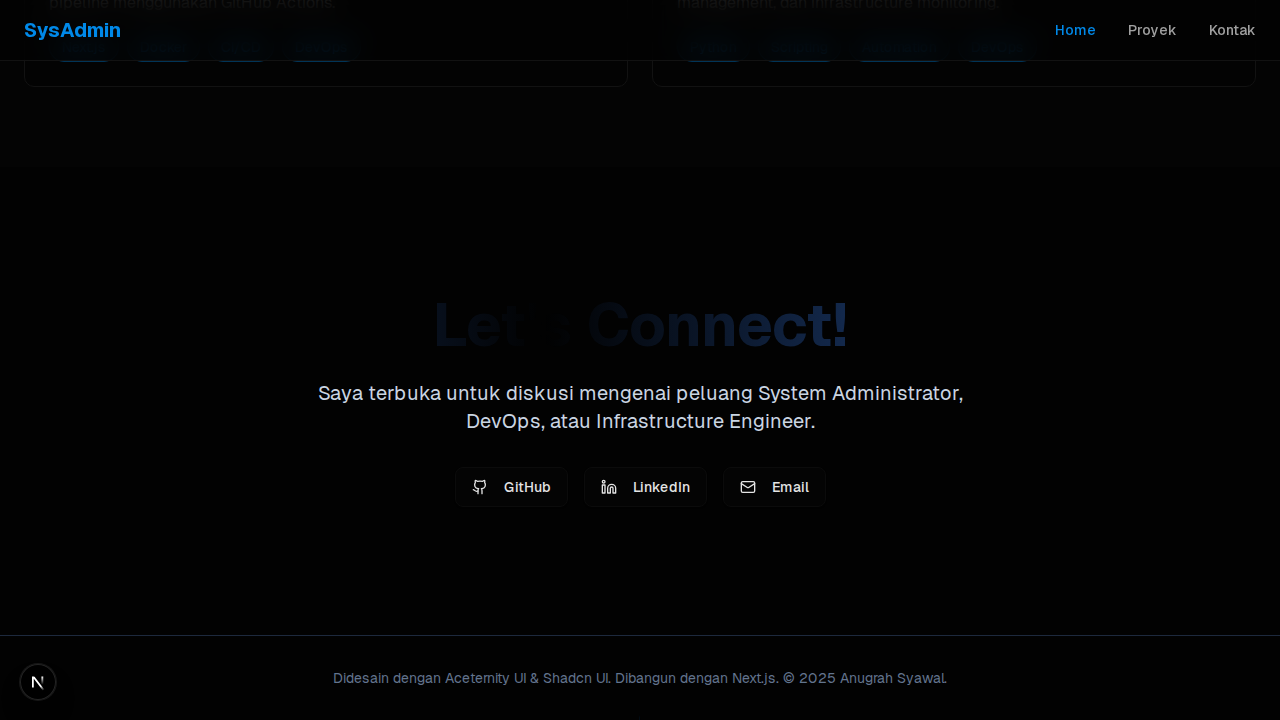 pipeline menggunakan GitHub Actions.
management, dan infrastructure monitoring.
SysAdmin
Home
Proyek
Kontak
Let's Connect!
Saya terbuka untuk diskusi mengenai peluang System Administrator,
DevOps, atau Infrastructure Engineer.
GitHub
LinkedIn
Email
Didesain dengan Aceternity UI & Shadcn UI. Dibangun dengan Next.js. © 2025 Anugrah Syawal.